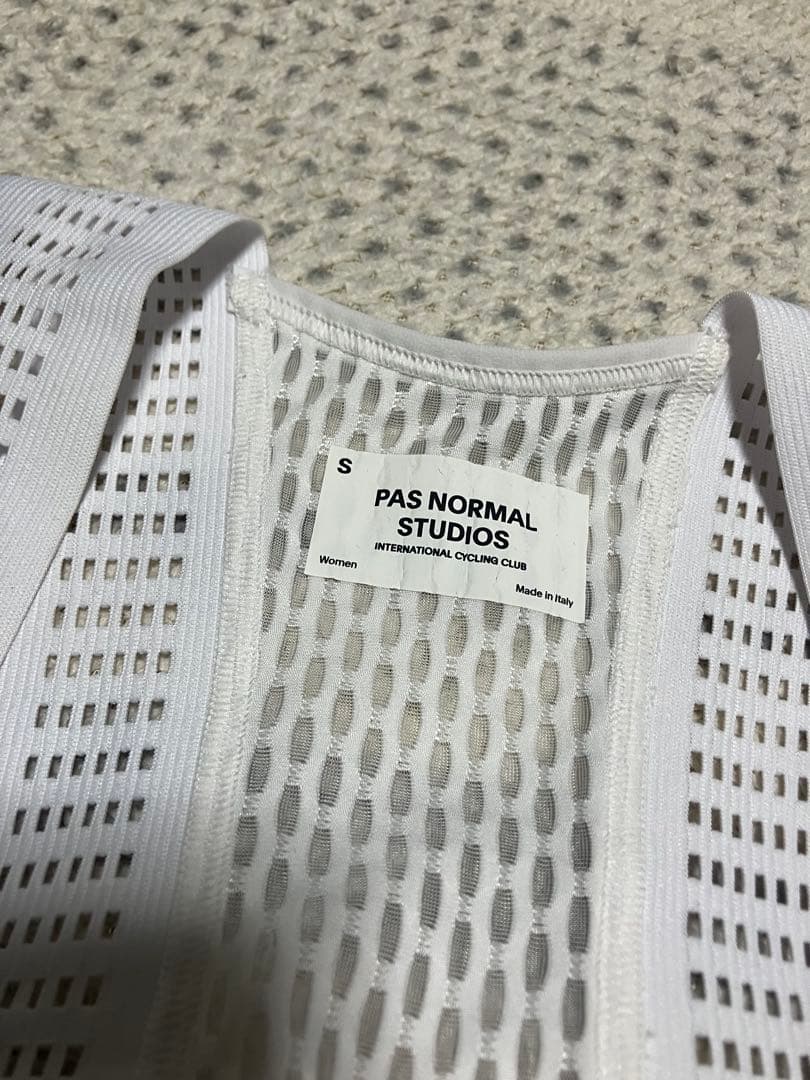 S
PAS NORMAL
STUDIOS
INTERNATIONAL CYCLING CLUB
Women
Made in Italy